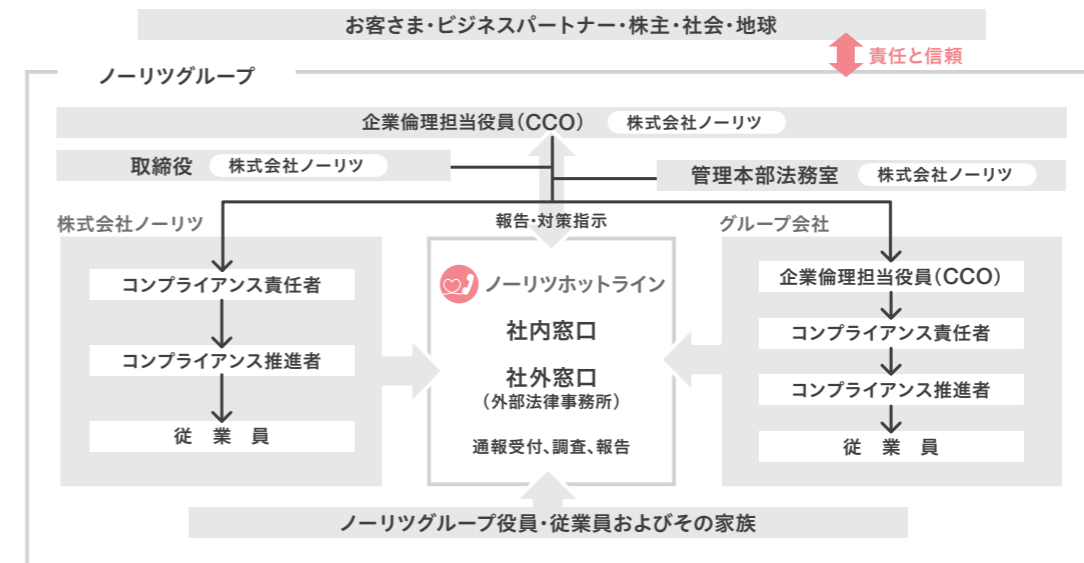 お客さま・ビジネスパートナー・株主・社会・地球
責任と信頼
ノーリツグループ
企業倫理担当役員(CCO) 株式会社ノーリツ
取締役 株式会社ノーリツ
管理本部法務室 株式会社ノーリツ
報告・対策指示
株式会社ノーリツ
コンプライアンス責任者
コンプライアンス推進者
従 業 員
ノーリツホットライン
社内窓口
社外窓口
(外部法律事務所)
通報受付、調査、報告
グループ会社
企業倫理担当役員(CCO)
コンプライアンス責任者
コンプライアンス推進者
従 業 員
ノーリツグループ役員・従業員およびその家族